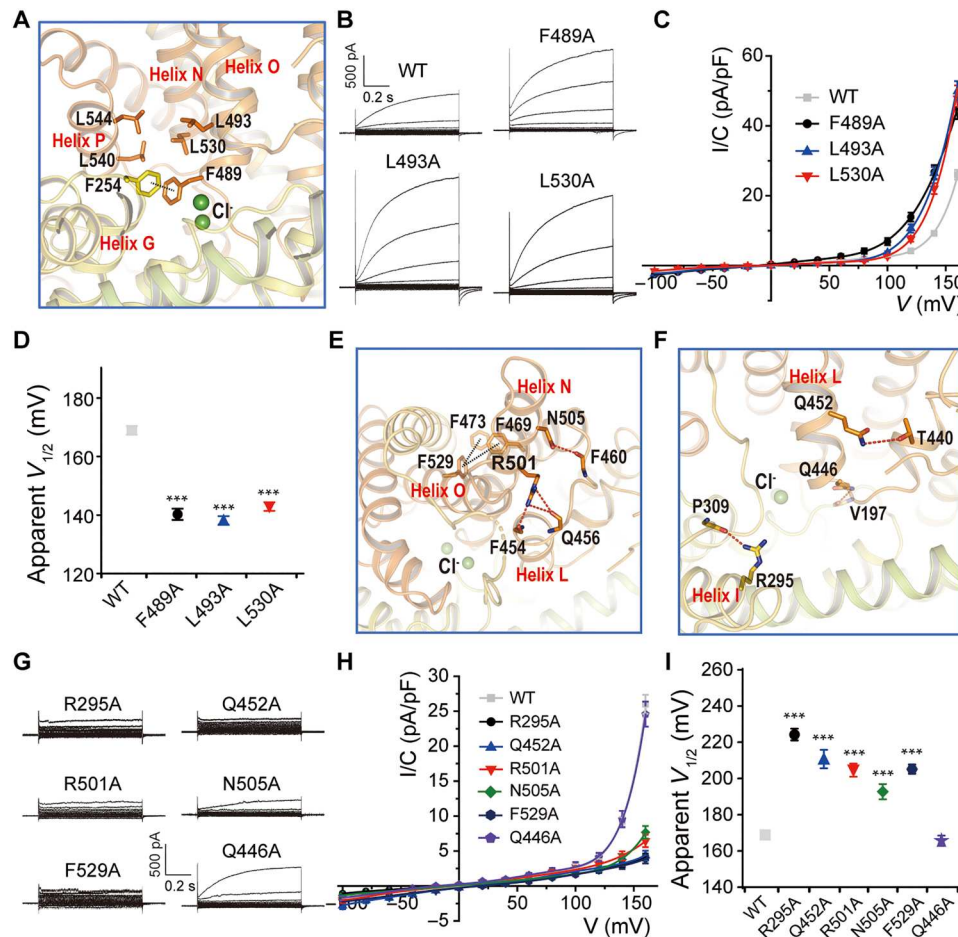 A
Helix N
Helix O
L544
L493
Helix P
L530
L540
F254
F489
Cl-
Helix G
B
500 pA
0.2 s
WT
F489A
L493A
L530A
C
I/C (pA/pF)
60
40
20
WT
F489A
L493A
L530A
−100
−50
50
100
150
V (mV)
D
Apparent V1/2 (mV)
180
160
140
120
***
***
***
WT
F489A
L493A
L530A
E
Helix N
F473
F469
N505
F529
R501
F460
Helix O
F454
Q456
Cl-
Helix L
F
Helix L
Q452
T440
Q446
Cl-
V197
P309
R295
Helix I
G
R295A
Q452A
R501A
N505A
F529A
500 pA
0.2 s
Q446A
H
I/C (pA/pF)
30
25
20
15
10
5
−5
WT
R295A
Q452A
R501A
N505A
F529A
Q446A
−50
50
100
150
V (mV)
I
Apparent V1/2 (mV)
260
240
220
200
180
160
140
***
***
***
***
***
WT
R295A
Q452A
R501A
N505A
F529A
Q446A